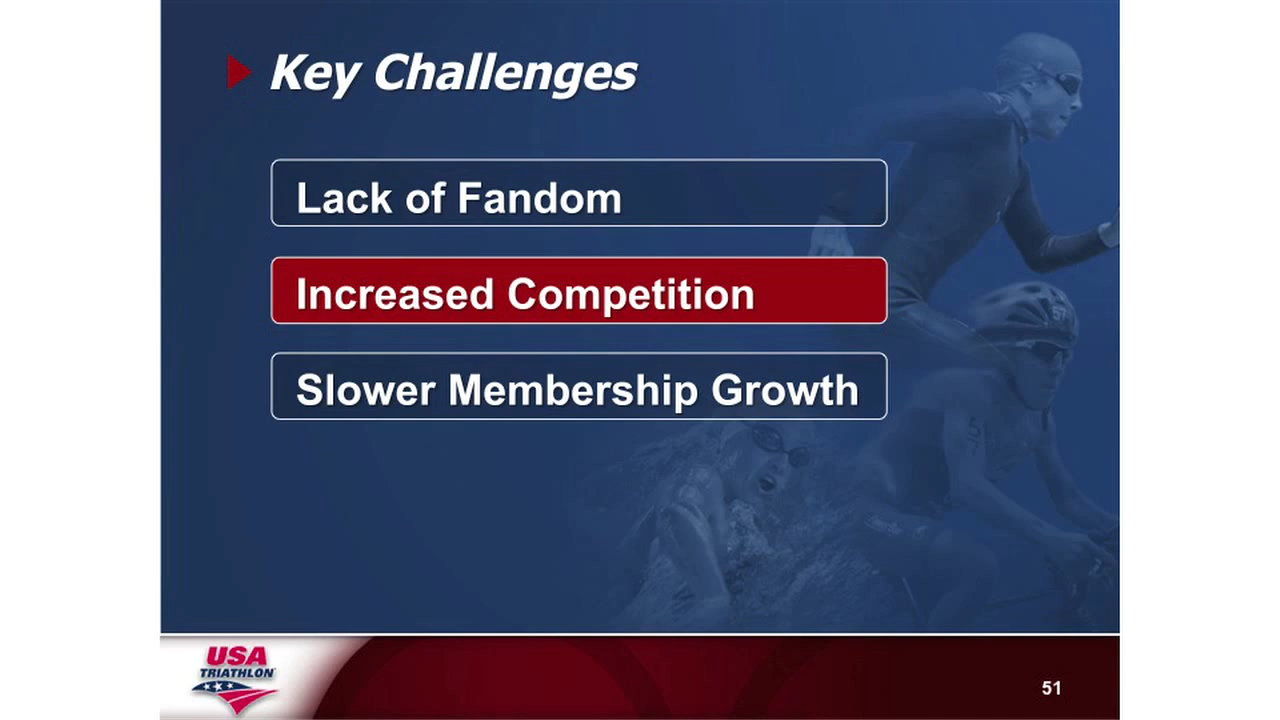 Key Challenges
Lack of Fandom
Increased Competition
Slower Membership Growth
USA
TRIATHLON
51